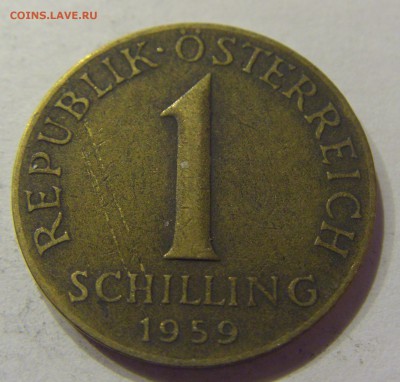 COINS.LAVE.RU
REPUBLIK·ÖSTERREICH
1
SCHILLING
1959